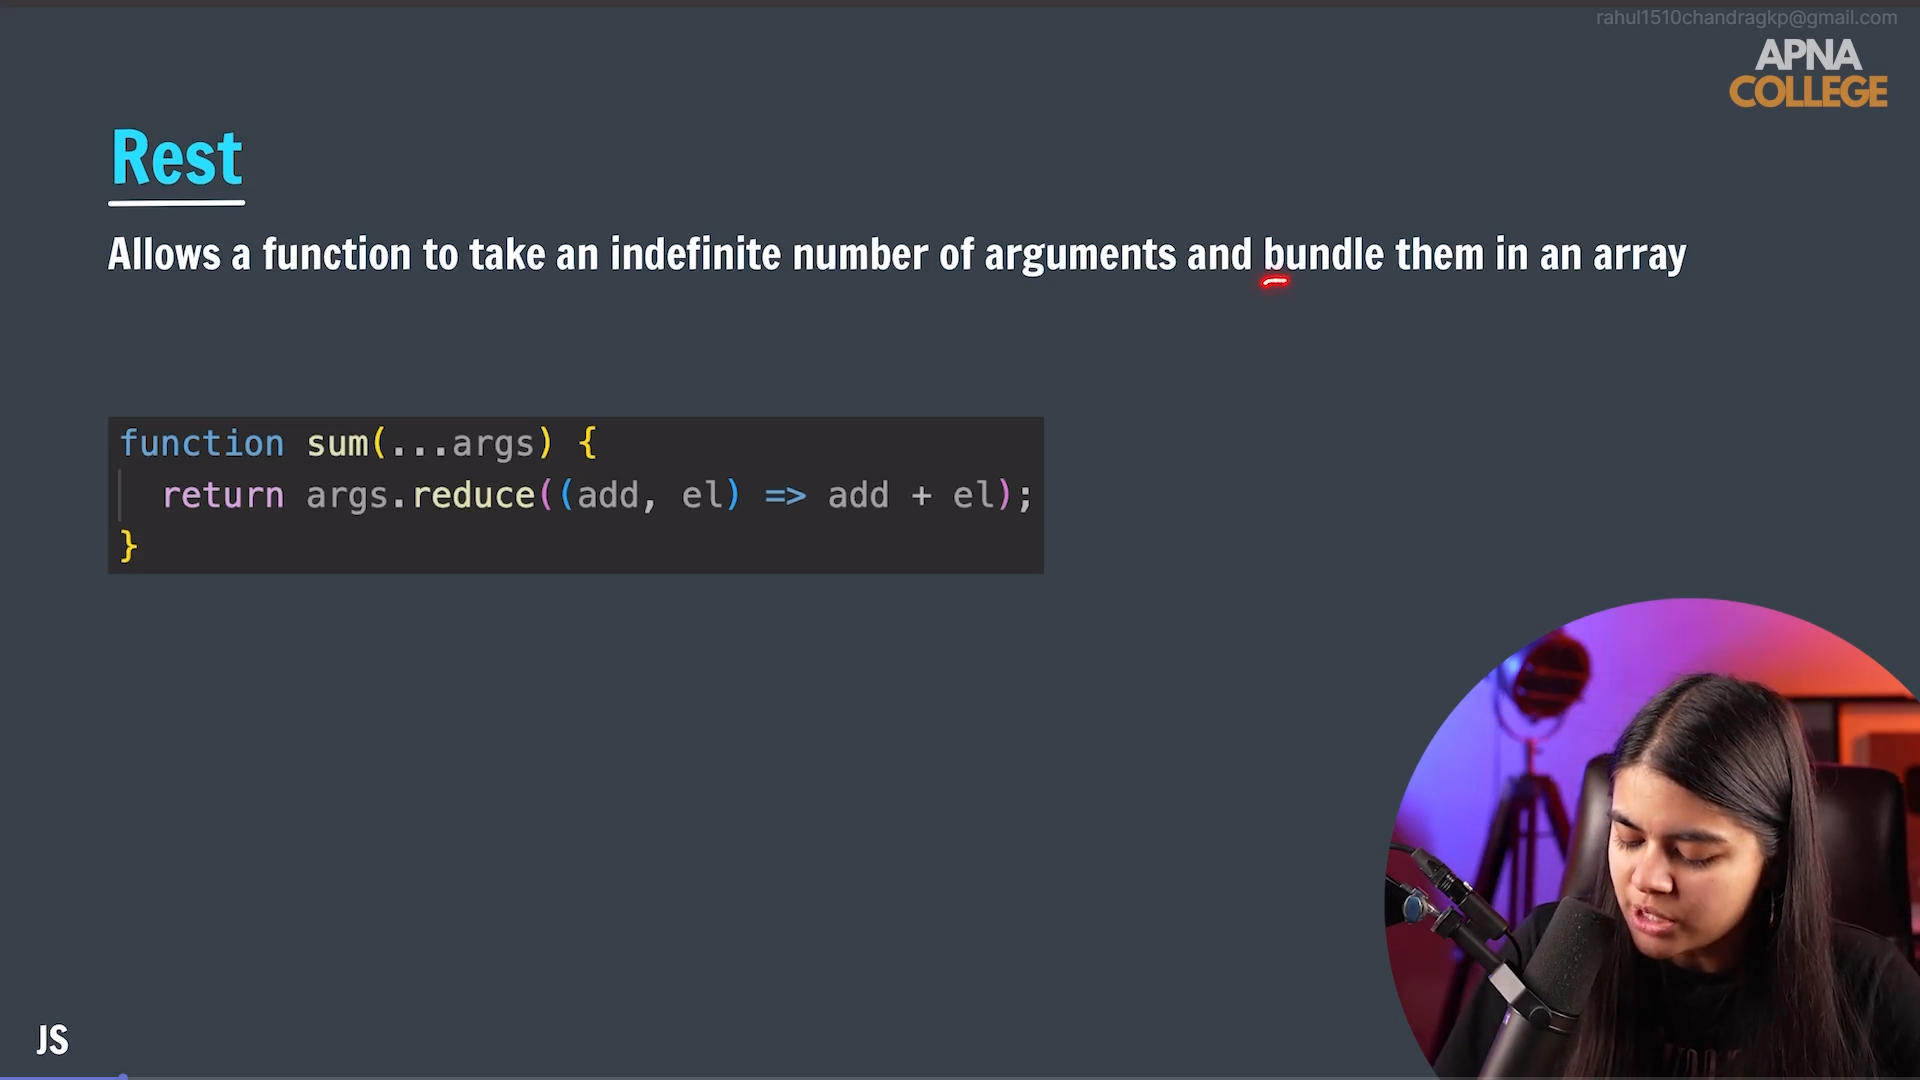 rahul1510chandragkp@gmail.com
APNA
COLLEGE
Rest
Allows a function to take an indefinite number of arguments and bundle them in an array
function sum(...args) {
  return args.reduce((add, el) => add + el);
}
JS